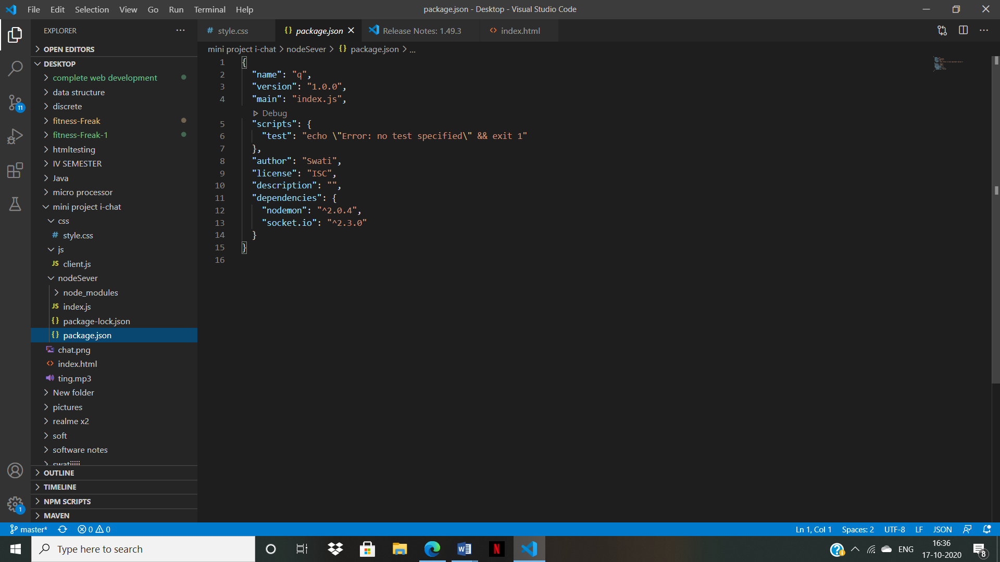 File Edit Selection View Go Run Terminal Help
package.json - Desktop - Visual Studio Code
EXPLORER
style.css
package.json
Release Notes: 1.49.3
index.html
mini project i-chat > nodeSever > {} package.json > ...
OPEN EDITORS
DESKTOP
complete web development
data structure
discrete
fitness-Freak
fitness-Freak-1
htmltesting
IV SEMESTER
Java
micro processor
mini project i-chat
css
# style.css
js
JS client.js
nodeSever
node_modules
JS index.js
{} package-lock.json
{} package.json
chat.png
<> index.html
ting.mp3
New folder
pictures
realme x2
soft
software notes
OUTLINE
TIMELINE
NPM SCRIPTS
MAVEN
11
1
1 {
2 "name": "q",
3 "version": "1.0.0",
4 "main": "index.js",
Debug
5 "scripts": {
6 "test": "echo \"Error: no test specified\" && exit 1"
7 },
8 "author": "Swati",
9 "license": "ISC",
10 "description": "",
11 "dependencies": {
12 "nodemon": "^2.0.4",
13 "socket.io": "^2.3.0"
14 }
15 }
16
master* 0 0
Ln 1, Col 1 Spaces: 2 UTF-8 LF JSON
Type here to search
W
N
ENG
16:36
17-10-2020
8